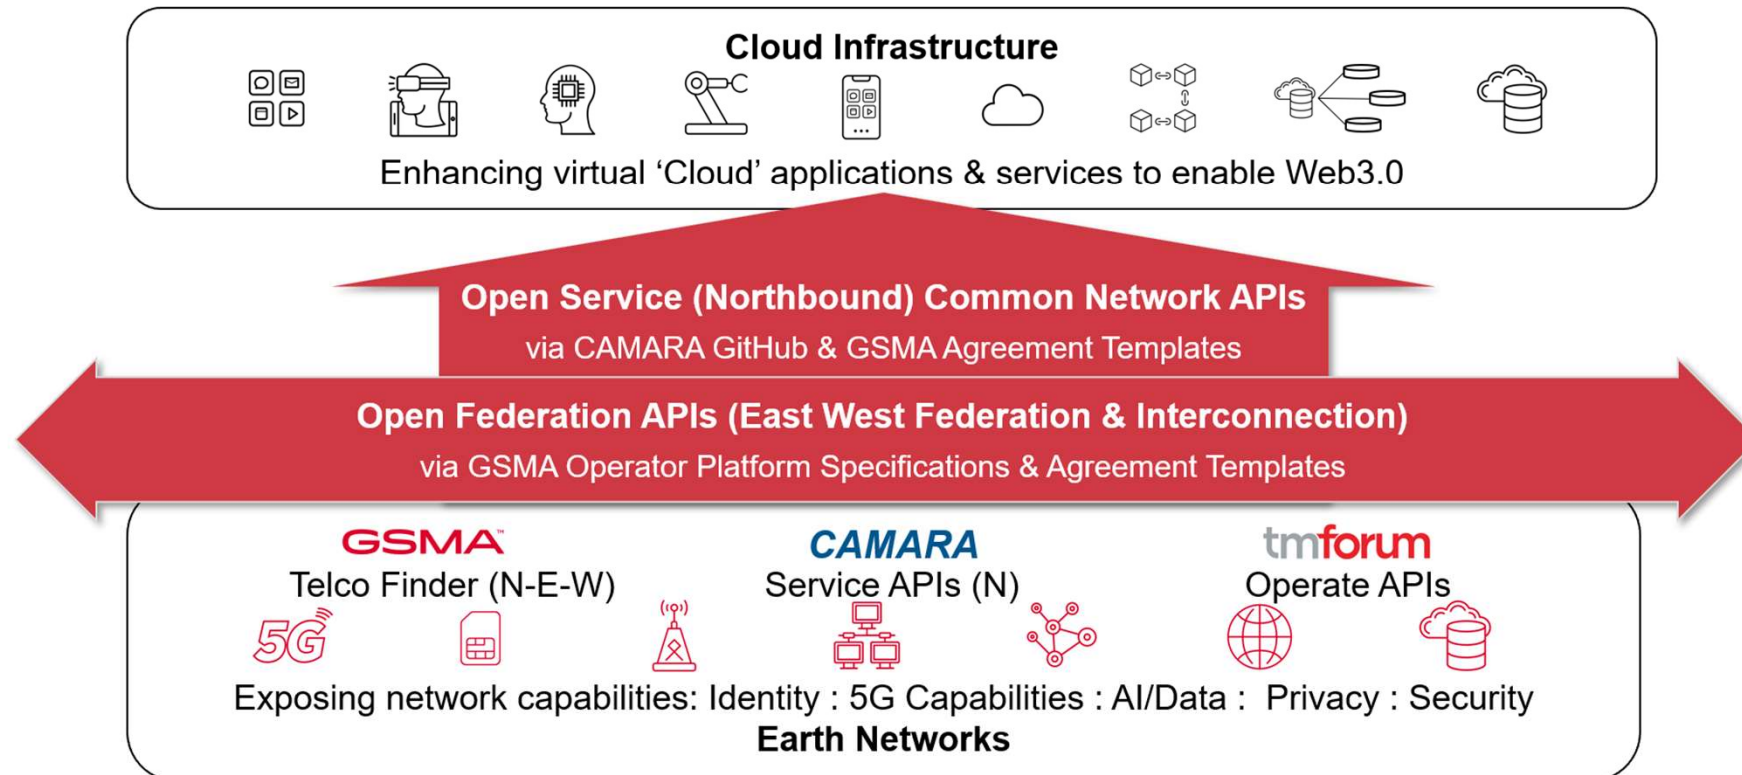 Cloud Infrastructure
Enhancing virtual ‘Cloud’ applications & services to enable Web3.0
Open Service (Northbound) Common Network APIs
via CAMARA GitHub & GSMA Agreement Templates
Open Federation APIs (East West Federation & Interconnection)
via GSMA Operator Platform Specifications & Agreement Templates
GSMA™ CAMARA tmforum
Telco Finder (N-E-W) Service APIs (N) Operate APIs
5G
Exposing network capabilities: Identity : 5G Capabilities : AI/Data : Privacy : Security
Earth Networks